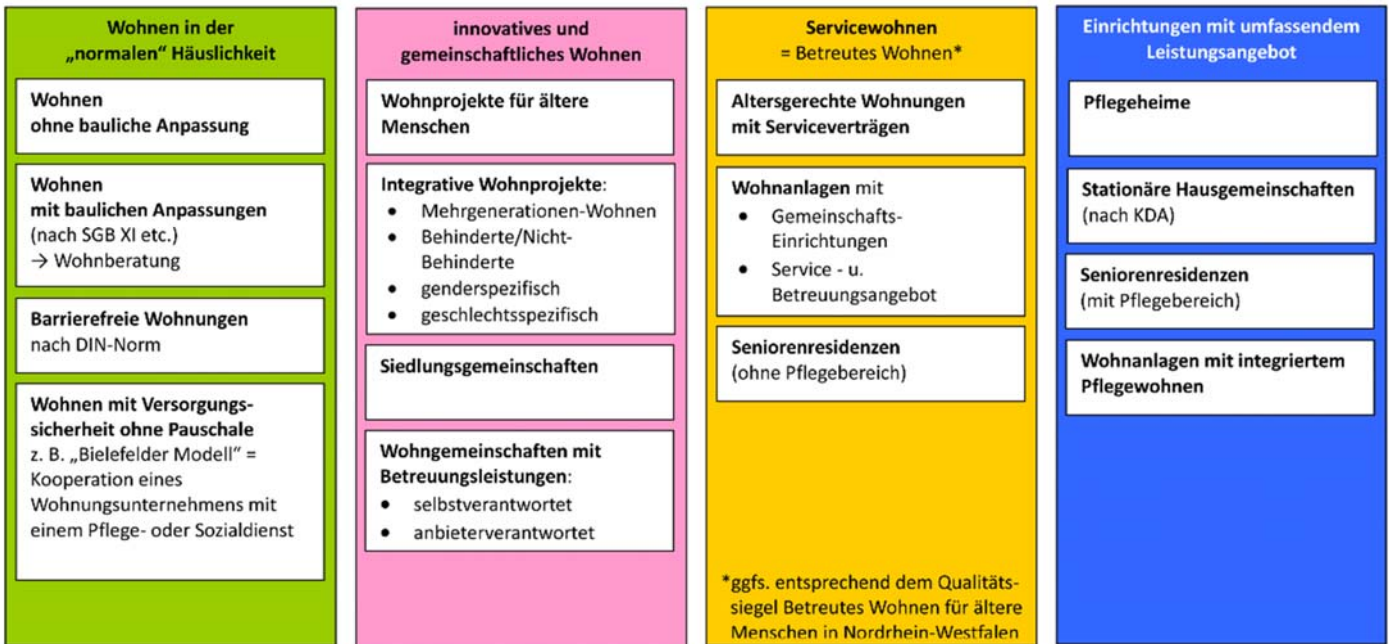 Wohnen in der
„normalen“ Häuslichkeit
Wohnen
ohne bauliche Anpassung
Wohnen
mit baulichen Anpassungen
(nach SGB XI etc.)
→ Wohnberatung
Barrierefreie Wohnungen
nach DIN-Norm
Wohnen mit Versorgungs-
sicherheit ohne Pauschale
z. B. „Bielefelder Modell“ =
Kooperation eines
Wohnungsunternehmens mit
einem Pflege- oder Sozialdienst
innovatives und
gemeinschaftliches Wohnen
Wohnprojekte für ältere
Menschen
Integrative Wohnprojekte:
• Mehrgenerationen-Wohnen
• Behinderte/Nicht-
Behinderte
• genderspezifisch
• geschlechtsspezifisch
Siedlungsgemeinschaften
Wohngemeinschaften mit
Betreuungsleistungen:
• selbstverantwortet
• anbieterverantwortet
Servicewohnen
= Betreutes Wohnen*
Altersgerechte Wohnungen
mit Serviceverträgen
Wohnanlagen mit
• Gemeinschafts-
Einrichtungen
• Service - u.
Betreuungsangebot
Seniorenresidenzen
(ohne Pflegebereich)
*ggfs. entsprechend dem Qualitäts-
siegel Betreutes Wohnen für ältere
Menschen in Nordrhein-Westfalen
Einrichtungen mit umfassendem
Leistungsangebot
Pflegeheime
Stationäre Hausgemeinschaften
(nach KDA)
Seniorenresidenzen
(mit Pflegebereich)
Wohnanlagen mit integriertem
Pflegewohnen